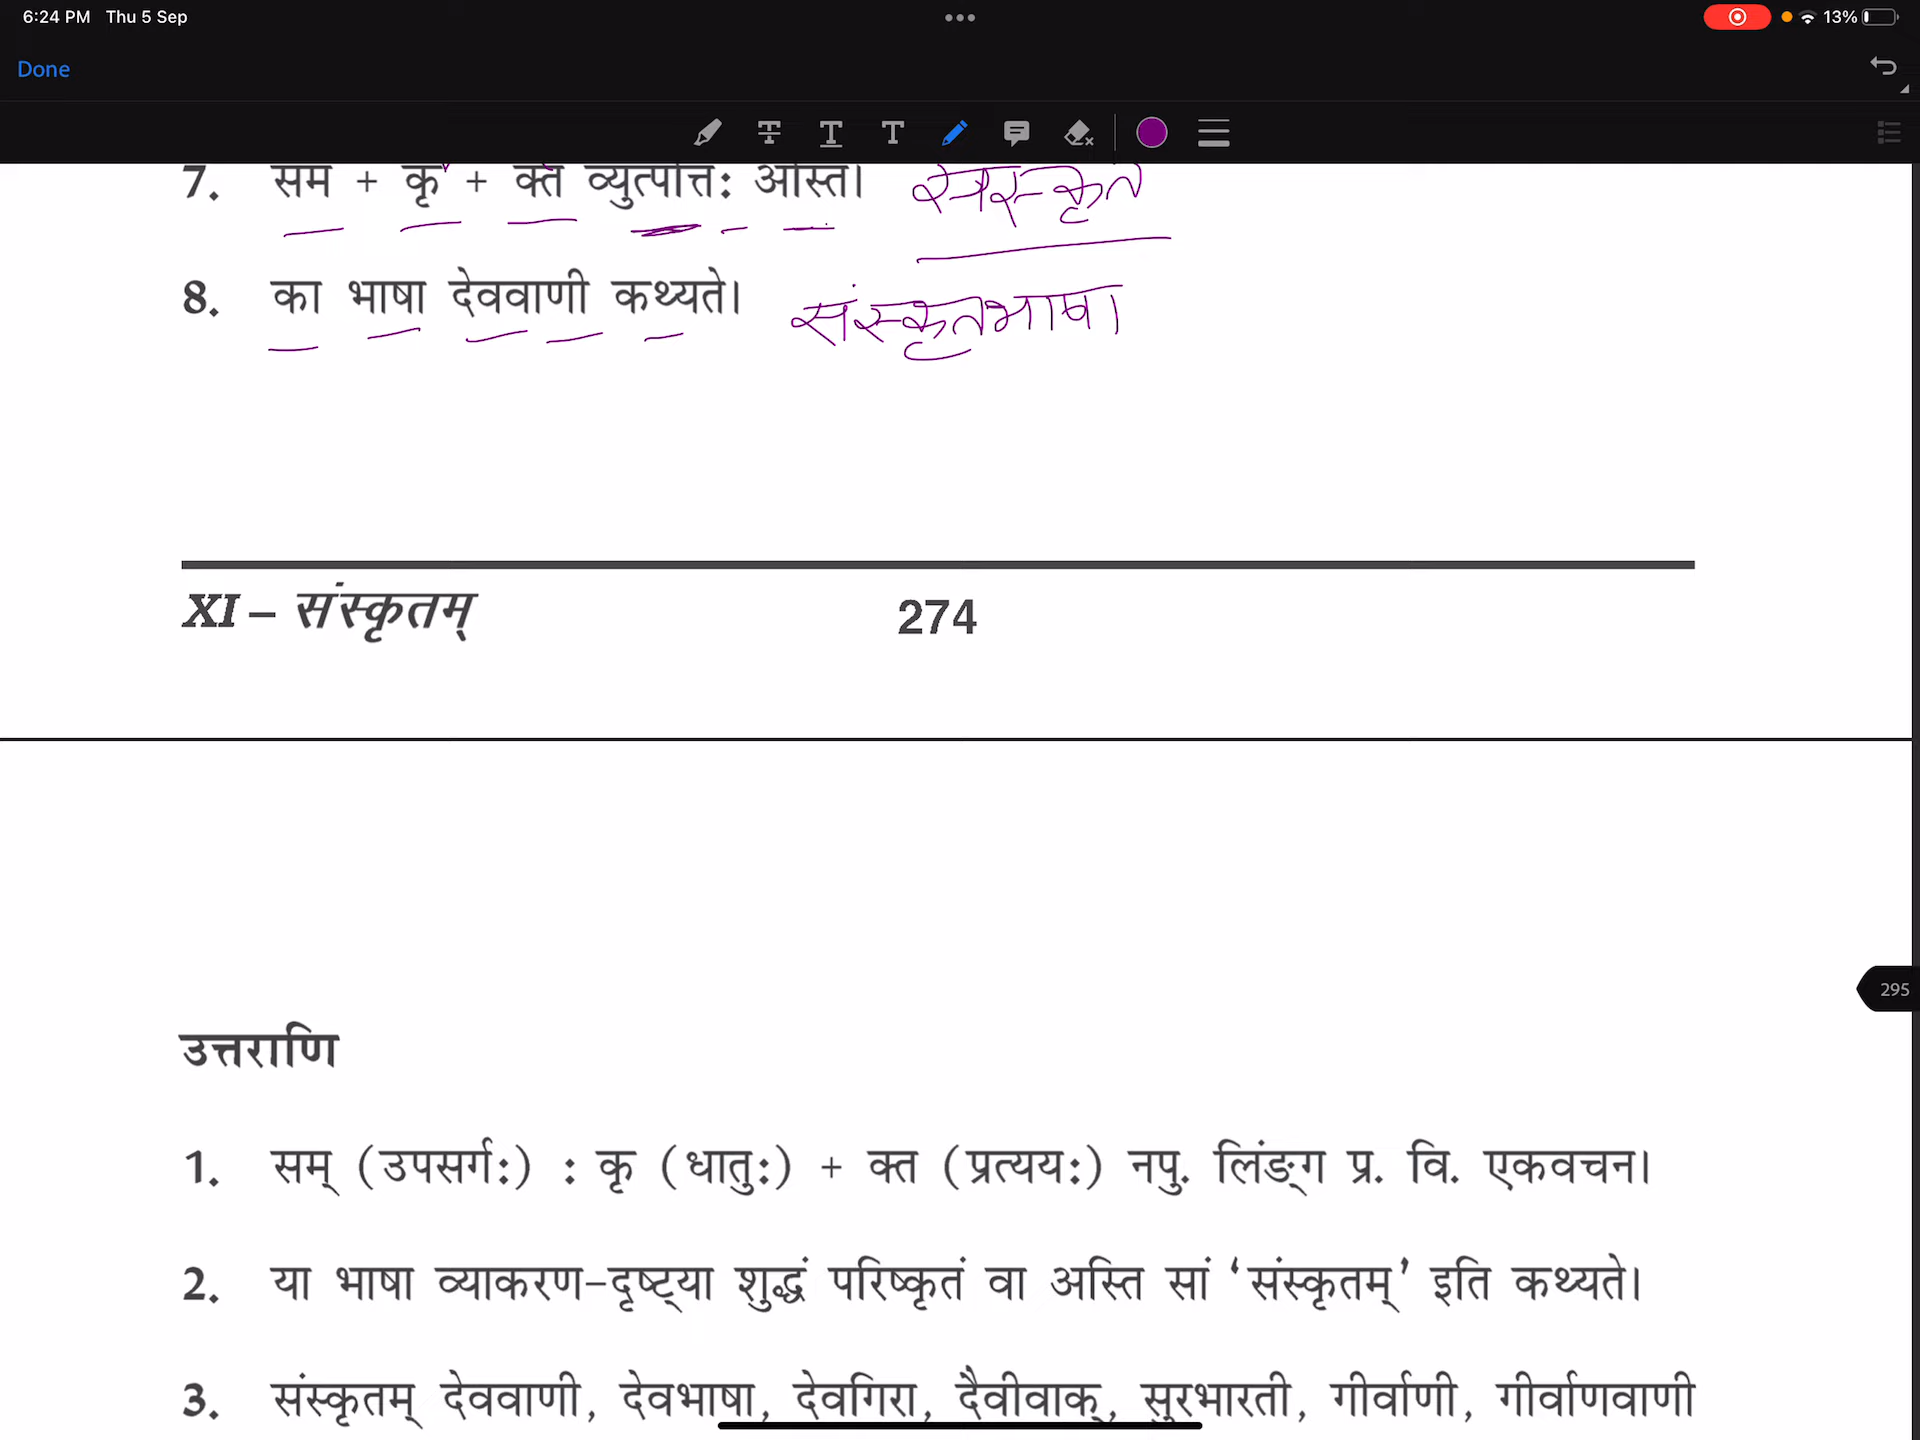 6:24 PM Thu 5 Sep
13%
Done
7. सम + कृ + क्त व्युत्पत्ति: अस्ति। संस्कृत
8. का भाषा देववाणी कथ्यते। संस्कृतभाषा
XI – संस्कृतम् 274
295
उत्तराणि
1. सम् (उपसर्ग:) : कृ (धातु:) + क्त (प्रत्यय:) नपु. लिंङ्ग प्र. वि. एकवचन।
2. या भाषा व्याकरण-दृष्ट्या शुद्धं परिष्कृतं वा अस्ति सां ‘संस्कृतम्’ इति कथ्यते।
3. संस्कृतम् देववाणी, देवभाषा, देवगिरा, दैवीवाक्, सुरभारती, गीर्वाणी, गीर्वाणवाणी